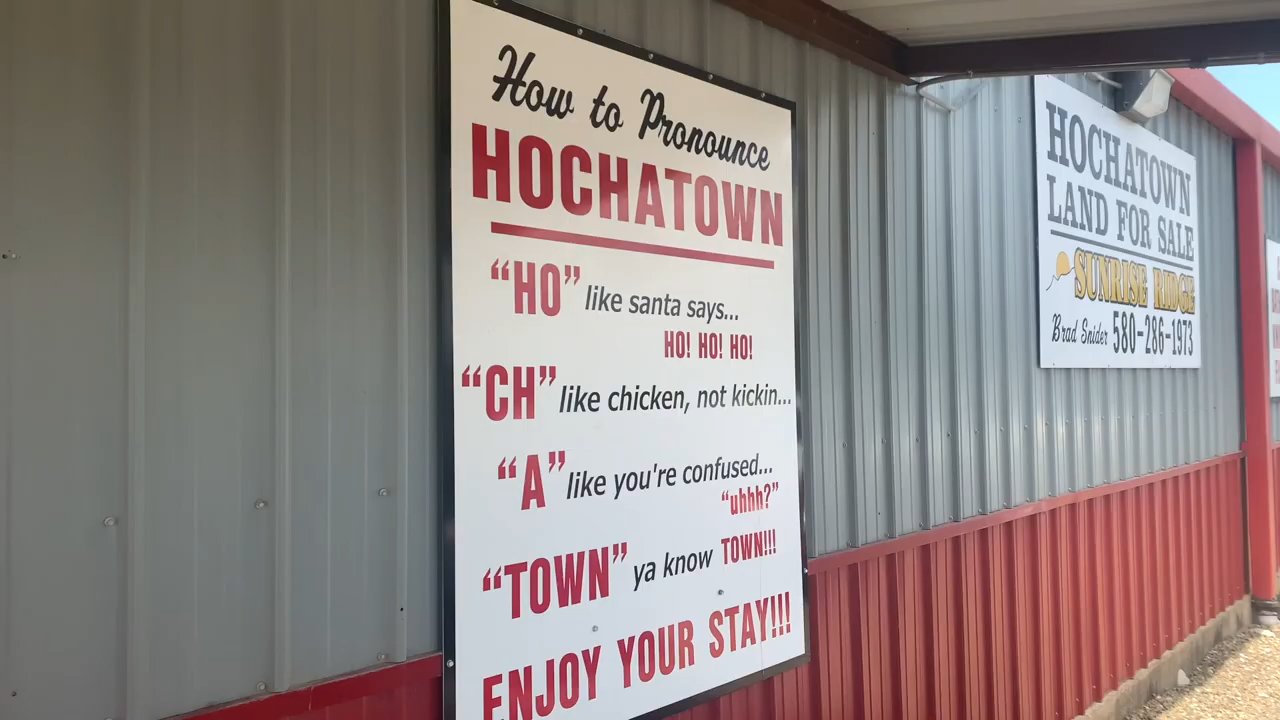 How to Pronounce
HOCHATOWN
“HO” like santa says...
HO! HO! HO!
“CH” like chicken, not kickin...
“A” like you're confused...
“uhhh?”
“TOWN” ya know TOWN!!!
ENJOY YOUR STAY!!!
HOCHATOWN
LAND FOR SALE
SUNRISE RIDGE
Brad Snider 580-286-1973